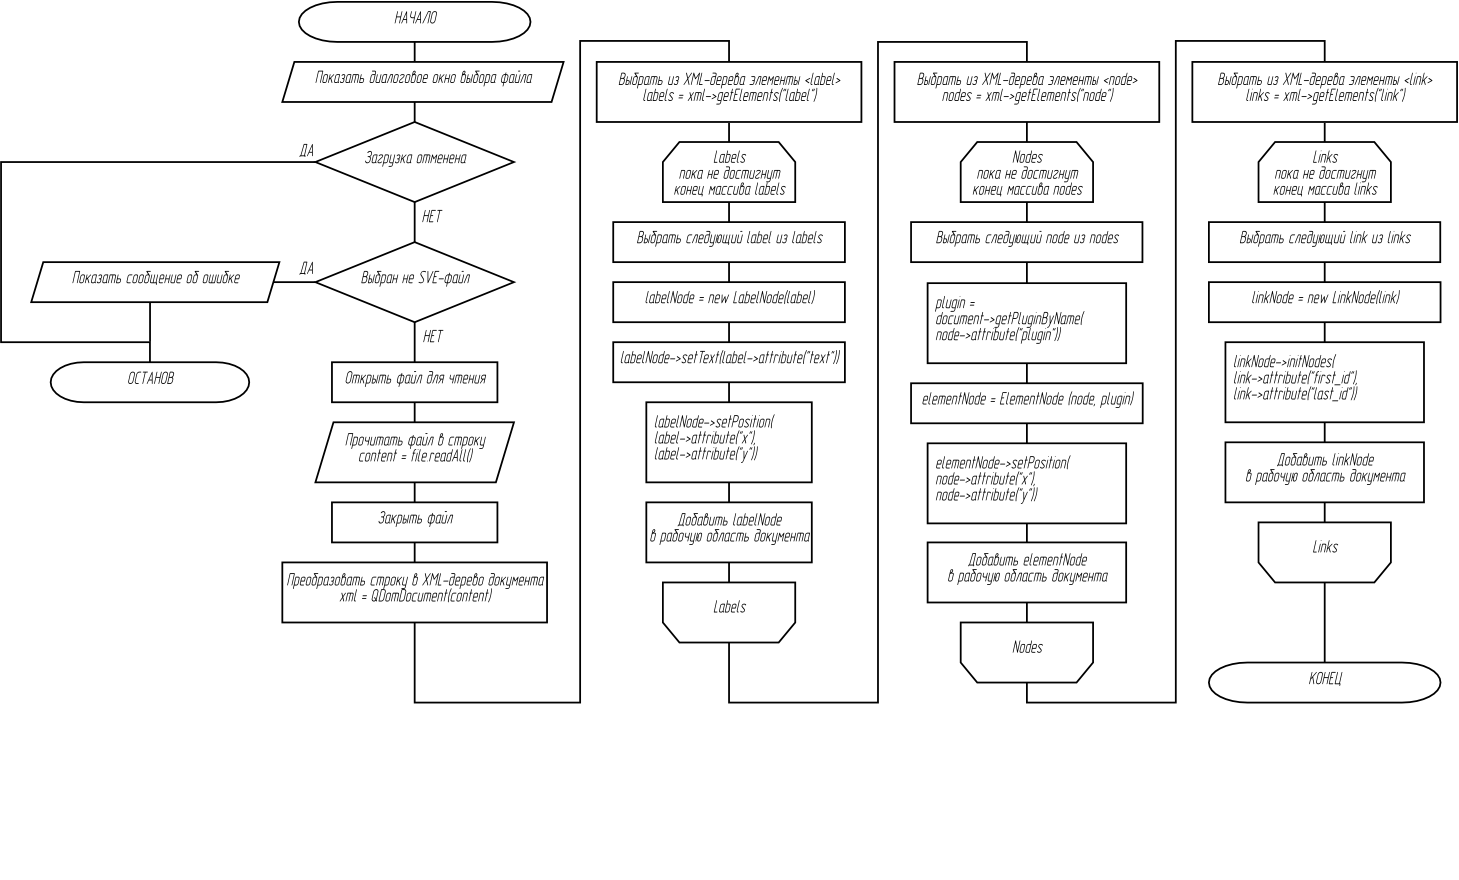 НАЧАЛО
Показать диалоговое окно выбора файла
ДА
Загрузка отменена
НЕТ
ДА
Выбран не SVE-файл
Показать сообщение об ошибке
НЕТ
ОСТАНОВ
Открыть файл для чтения
Прочитать файл в строку
content = file.readAll()
Закрыть файл
Преобразовать строку в XML-дерево документа
xml = QDomDocument(content)
Выбрать из XML-дерева элементы <label>
labels = xml->getElements("label")
Labels
пока не достигнут
конец массива labels
Выбрать следующий label из labels
labelNode = new LabelNode(label)
labelNode->setText(label->attribute("text"))
labelNode->setPosition(
label->attribute("x"),
label->attribute("y"))
Добавить labelNode
в рабочую область документа
Labels
Выбрать из XML-дерева элементы <node>
nodes = xml->getElements("node")
Nodes
пока не достигнут
конец массива nodes
Выбрать следующий node из nodes
plugin =
document->getPluginByName(
node->attribute("plugin"))
elementNode = ElementNode (node, plugin)
elementNode->setPosition(
node->attribute("x"),
node->attribute("y"))
Добавить elementNode
в рабочую область документа
Nodes
Выбрать из XML-дерева элементы <link>
links = xml->getElements("link")
Links
пока не достигнут
конец массива links
Выбрать следующий link из links
linkNode = new LinkNode(link)
linkNode->initNodes(
link->attribute("first_id"),
link->attribute("last_id"))
Добавить linkNode
в рабочую область документа
Links
КОНЕЦ